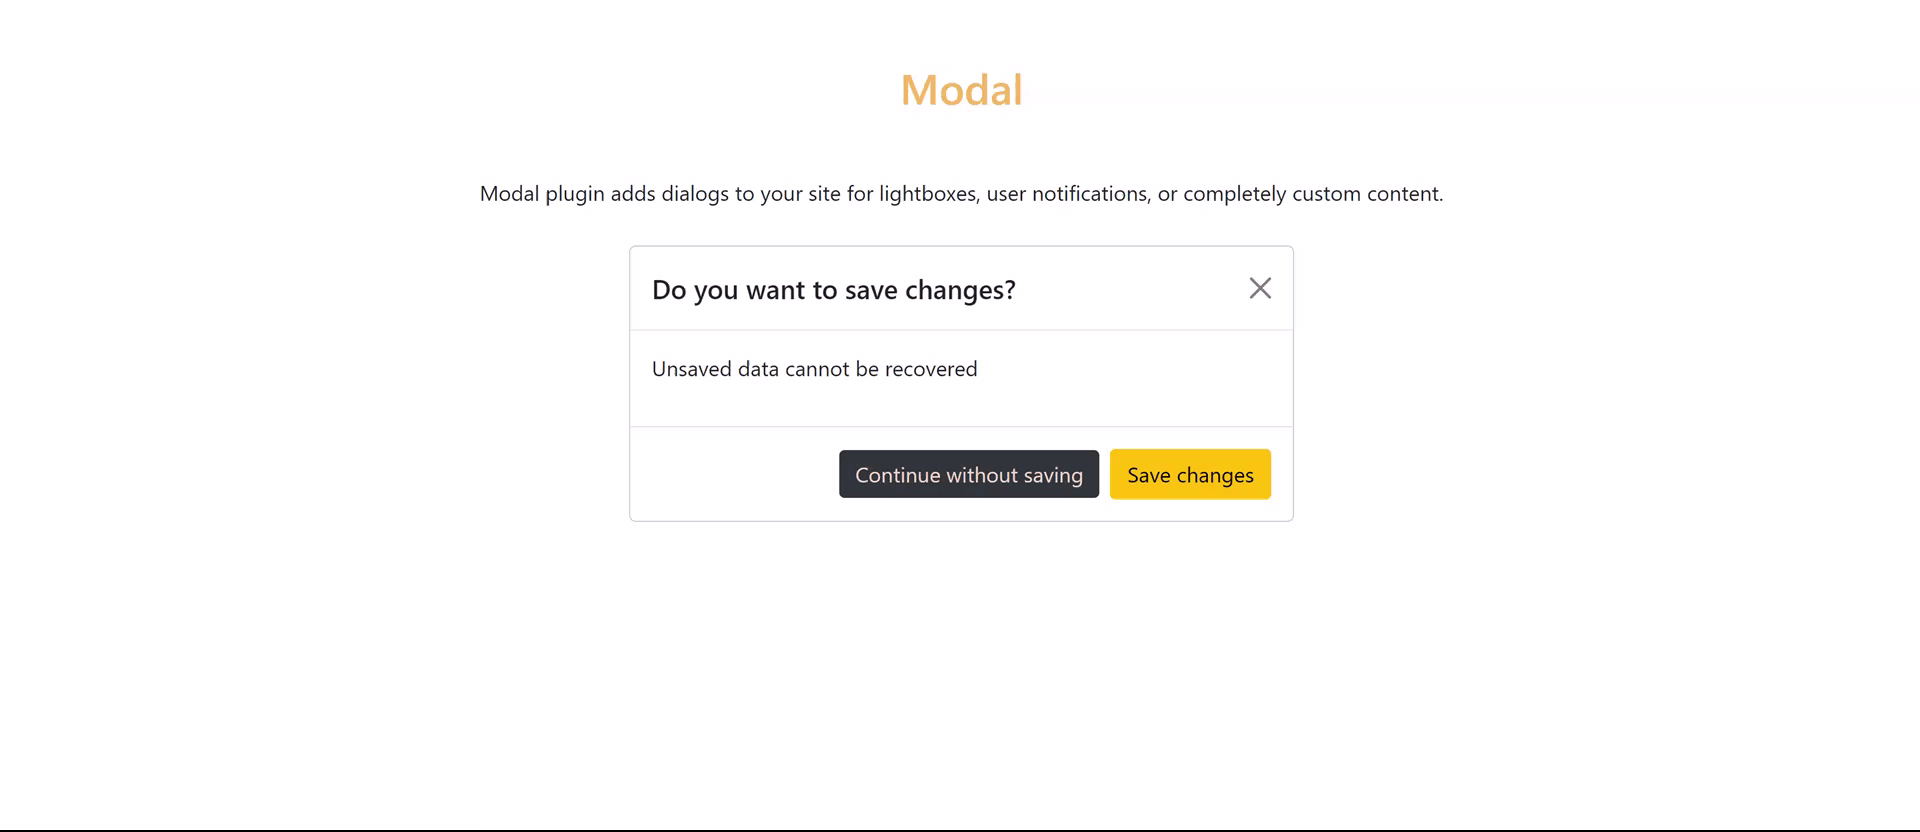 Modal
Modal plugin adds dialogs to your site for lightboxes, user notifications, or completely custom content.
Do you want to save changes?
Unsaved data cannot be recovered
Continue without saving
Save changes